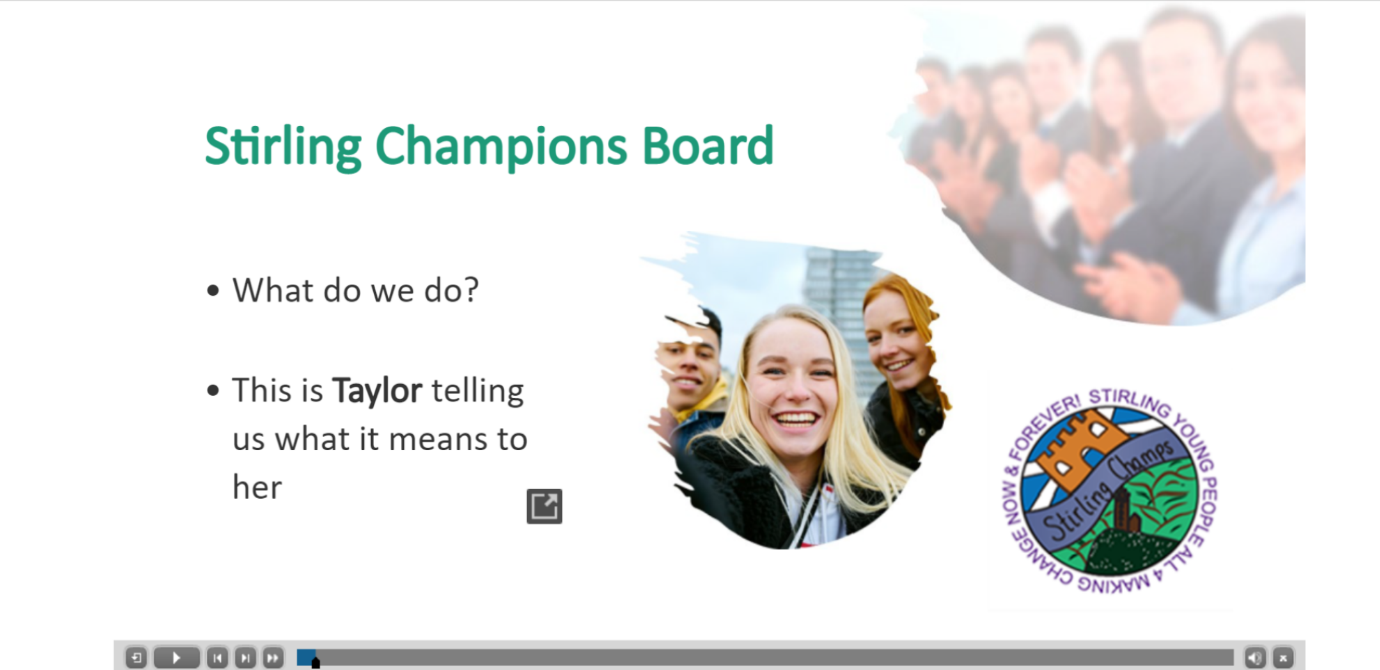 Stirling Champions Board
• What do we do?
• This is Taylor telling
us what it means to
her
STIRLING YOUNG PEOPLE ALL 4 MAKING CHANGE NOW & FOREVER!
Stirling Champs